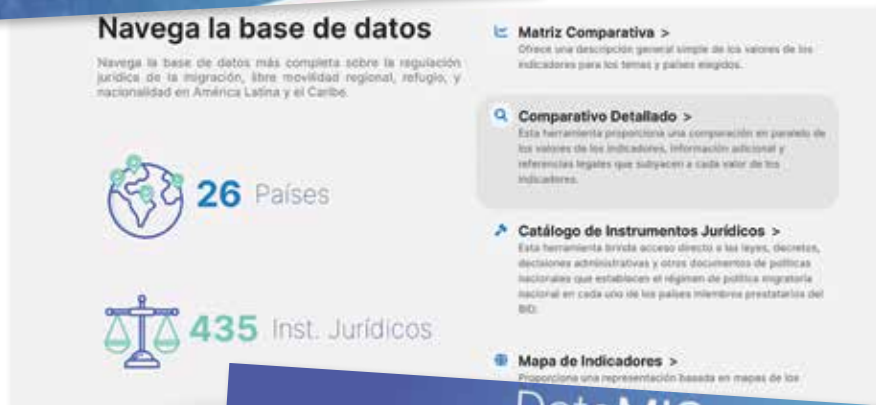 Navega la base de datos
Navega la base de datos más completa sobre la regulación
jurídica de la migración, libre movilidad regional, refugio, y
nacionalidad en América Latina y el Caribe.
26 Países
435 Inst. Jurídicos
Matriz Comparativa >
Ofrece una descripción general simple de los valores de los
indicadores para los temas y países elegidos.
Comparativo Detallado >
Esta herramienta proporciona una comparación en paralelo de
los valores de los indicadores, información adicional y
referencias legales que subyacen a cada valor de los
indicadores.
Catálogo de Instrumentos Jurídicos >
Esta herramienta brinda acceso directo a las leyes, decretos,
decisiones administrativas y otros documentos de políticas
nacionales que establecen el régimen de política migratoria
nacional en cada uno de los países miembros prestatarios del
BID.
Mapa de Indicadores >
Proporciona una representación basada en mapas de los
DataMIG